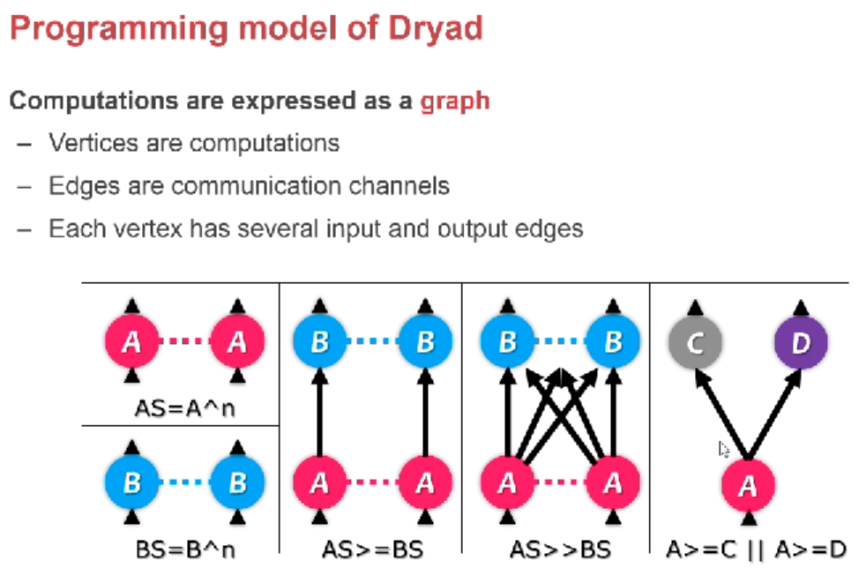 Programming model of Dryad
Computations are expressed as a graph
– Vertices are computations
– Edges are communication channels
– Each vertex has several input and output edges
A A
AS=A^n
B B
BS=B^n
B B
A A
AS>=BS
B B
A A
AS>>BS
C D
A
A>=C || A>=D